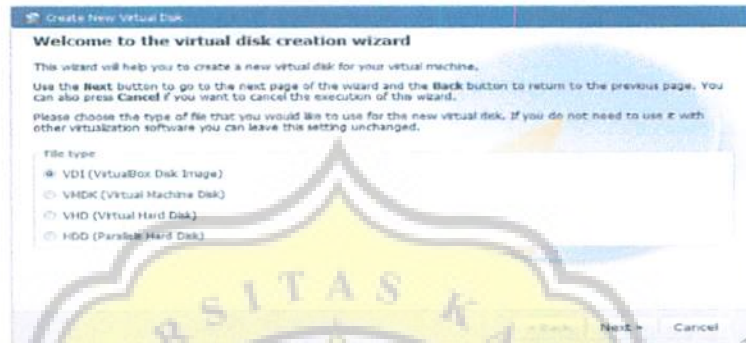 Create New Virtual Disk
Welcome to the virtual disk creation wizard
This wizard will help you to create a new virtual disk for your virtual machine.
Use the Next button to go to the next page of the wizard and the Back button to return to the previous page. You
can also press Cancel if you want to cancel the execution of this wizard.
Please choose the type of file that you would like to use for the new virtual disk. If you do not need to use it with
other virtualization software you can leave this setting unchanged.
File type
VDI (VirtualBox Disk Image)
VMDK (Virtual Machine Disk)
VHD (Virtual Hard Disk)
HDD (Parallels Hard Disk)
RSITAS KA
< Back Next > Cancel